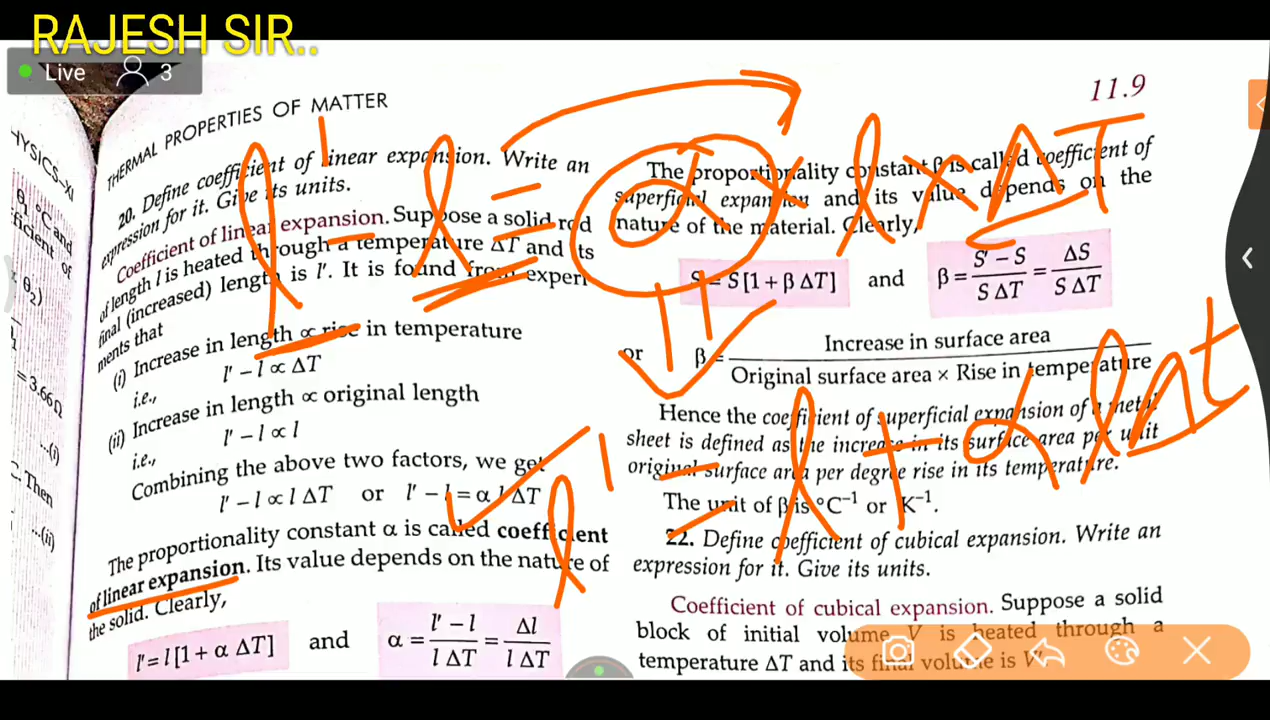 RAJESH SIR..
Live 3
THERMAL PROPERTIES OF MATTER
11.9
HYSICS–XI
θ, °C and
fficient of
θ₂)
= 3.66 Ω
...(i)
C. Then
...(ii)
20. Define coefficient of linear expansion. Write an
expression for it. Give its units.
Coefficient of linear expansion. Suppose a solid rod
of length l is heated through a temperature ΔT and its
final (increased) length is l′. It is found from experi
ments that
(i) Increase in length ∝ rise in temperature
i.e., l′ – l ∝ ΔT
(ii) Increase in length ∝ original length
i.e., l′ – l ∝ l
Combining the above two factors, we get
l′ – l ∝ l ΔT or l′ – l = α l ΔT
The proportionality constant α is called coefficient
of linear expansion. Its value depends on the nature of
the solid. Clearly,
l′ = l [1 + α ΔT] and α = l′ – l / l ΔT = Δl / l ΔT
The proportionality constant β is called coefficient of
superficial expansion and its value depends on the
nature of the material. Clearly,
S′ = S [1 + β ΔT] and β = S′ – S / S ΔT = ΔS / S ΔT
or β = Increase in surface area / Original surface area × Rise in temperature
Hence the coefficient of superficial expansion of a metal
sheet is defined as the increase in its surface area per unit
original surface area per degree rise in its temperature.
The unit of β is °C⁻¹ or K⁻¹.
22. Define coefficient of cubical expansion. Write an
expression for it. Give its units.
Coefficient of cubical expansion. Suppose a solid
block of initial volume V is heated through a
temperature ΔT and its final volume is V′
l′ – l = α × l × ΔT
l′ = l + α l Δt